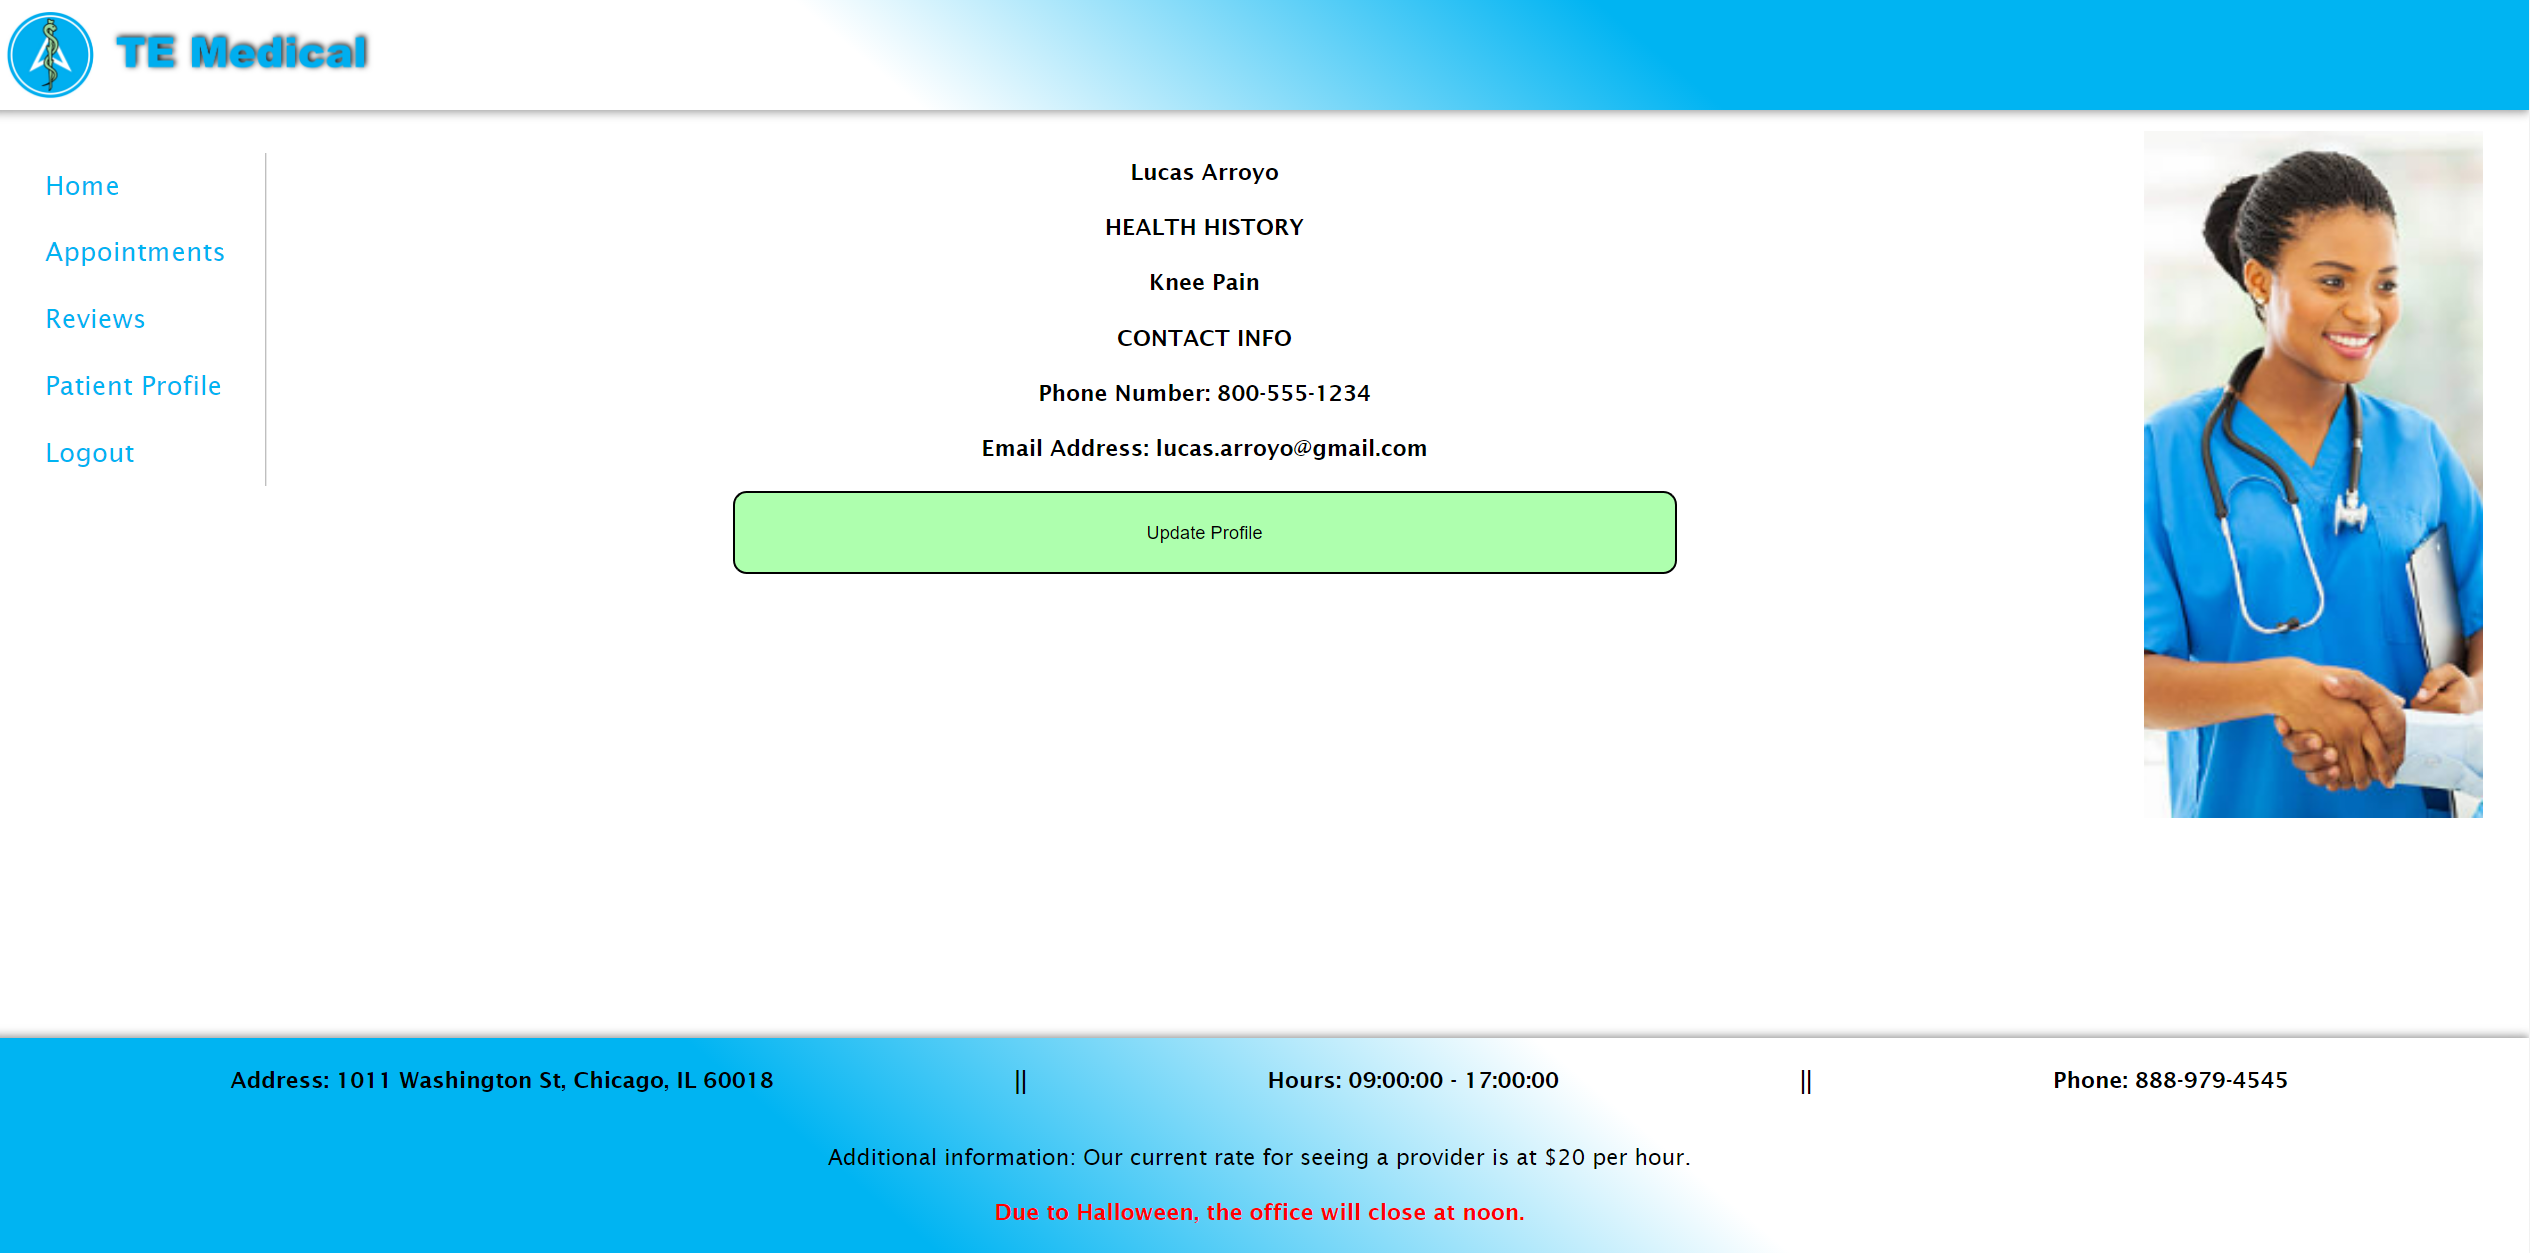 TE Medical
Home
Appointments
Reviews
Patient Profile
Logout
Lucas Arroyo
HEALTH HISTORY
Knee Pain
CONTACT INFO
Phone Number: 800-555-1234
Email Address: lucas.arroyo@gmail.com
Update Profile
Address: 1011 Washington St, Chicago, IL 60018 || Hours: 09:00:00 - 17:00:00 || Phone: 888-979-4545
Additional information: Our current rate for seeing a provider is at $20 per hour.
Due to Halloween, the office will close at noon.